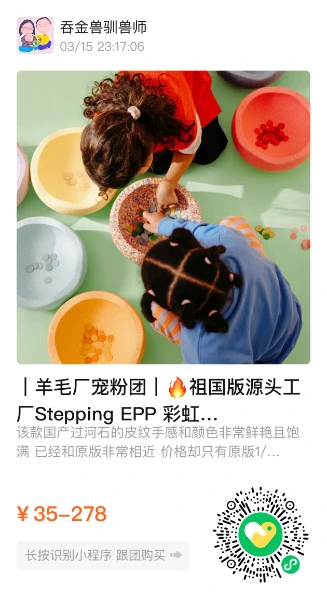 吞金兽驯兽师
03/15 23:17:06
｜羊毛厂宠粉团｜🔥祖国版源头工
厂Stepping EPP 彩虹...
该款国产过河石的皮纹手感和颜色非常鲜艳且饱
满 已经和原版非常相近 价格却只有原版1/...
¥ 35-278
长按识别小程序 跟团购买